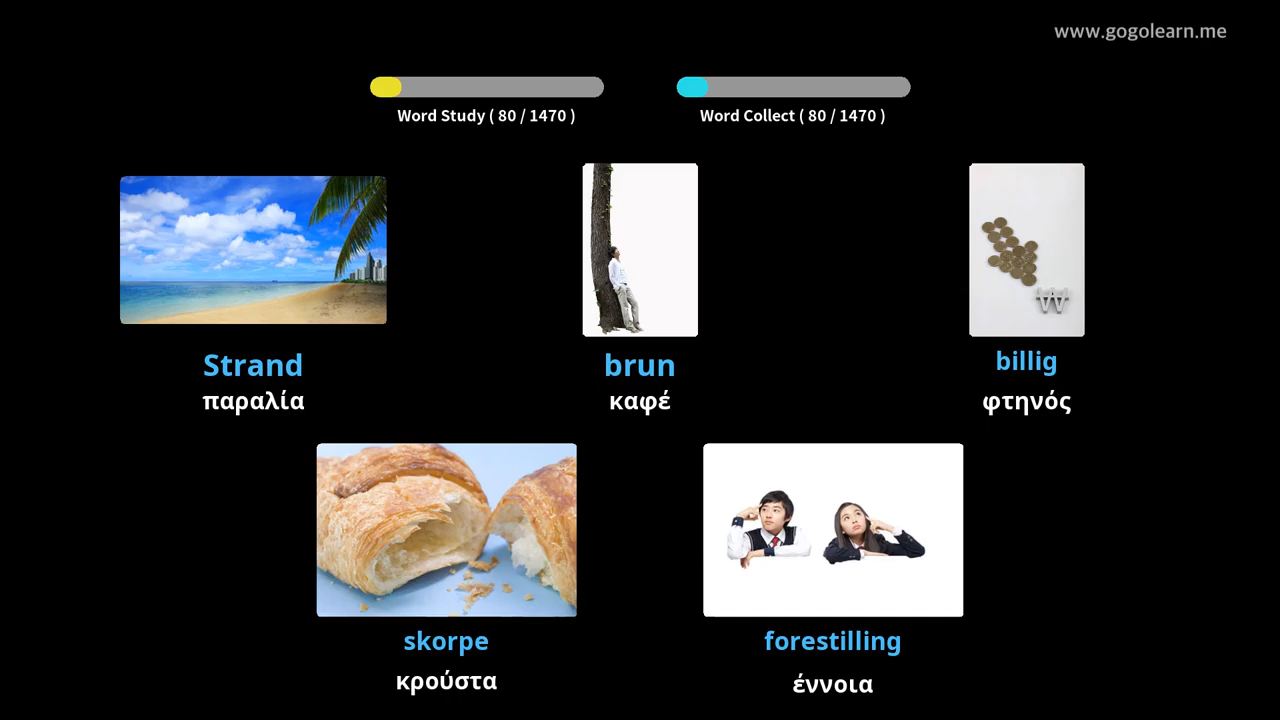 www.gogolearn.me
Word Study ( 80 / 1470 )
Word Collect ( 80 / 1470 )
Strand
παραλία
brun
καφέ
billig
φτηνός
skorpe
κρούστα
forestilling
έννοια